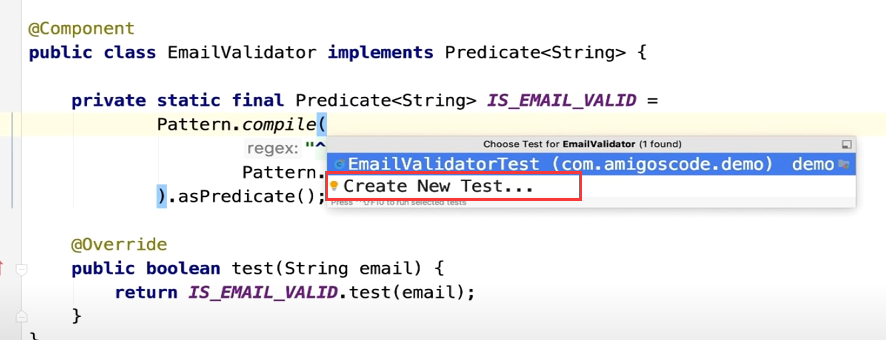 @Component
public class EmailValidator implements Predicate<String> {
private static final Predicate<String> IS_EMAIL_VALID =
Pattern.compile(
Choose Test for EmailValidator (1 found)
regex: "^
EmailValidatorTest (com.amigoscode.demo) demo
Pattern.
Create New Test...
).asPredicate();
Press to run selected tests
@Override
public boolean test(String email) {
return IS_EMAIL_VALID.test(email);
}